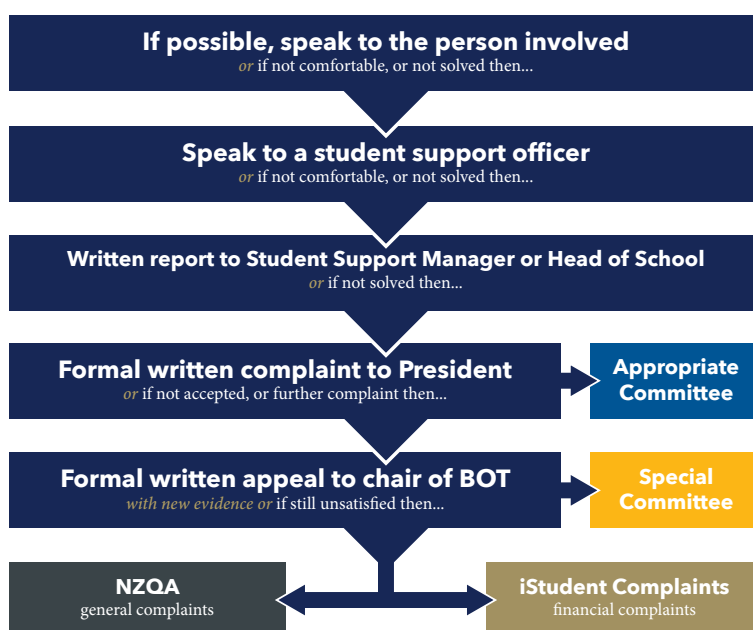 If possible, speak to the person involved
or if not comfortable, or not solved then...
Speak to a student support officer
or if not comfortable, or not solved then...
Written report to Student Support Manager or Head of School
or if not solved then...
Formal written complaint to President
or if not accepted, or further complaint then...
Appropriate
Committee
Formal written appeal to chair of BOT
with new evidence or if still unsatisfied then...
Special
Committee
NZQA
general complaints
iStudent Complaints
financial complaints